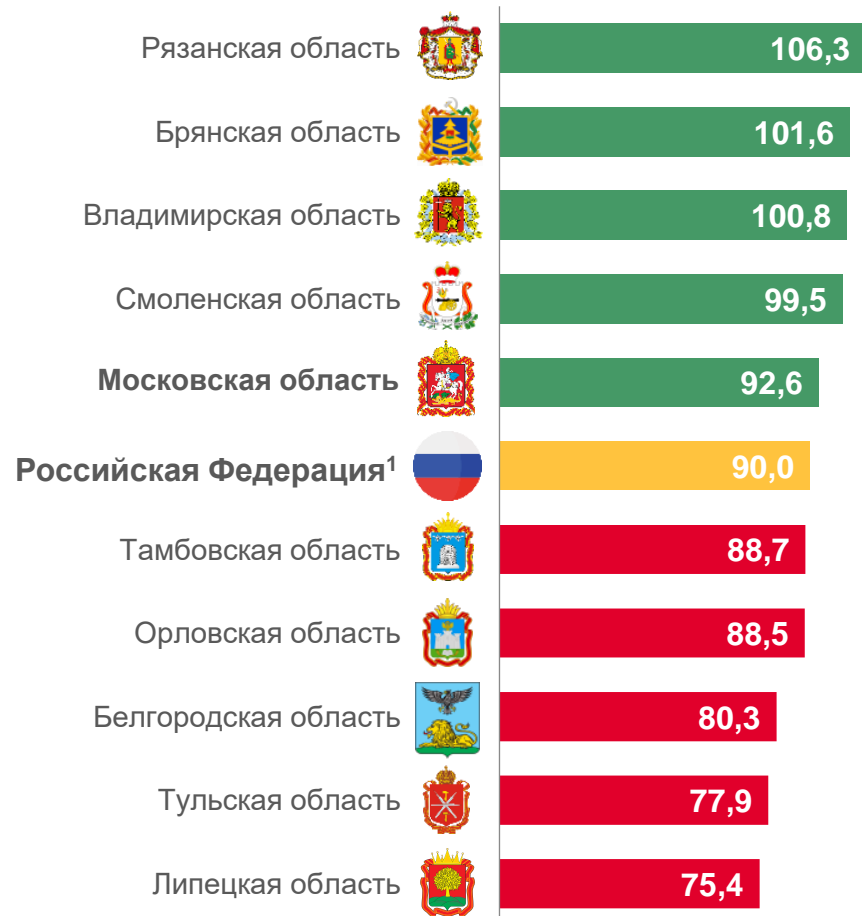 Рязанская область 106,3
Брянская область 101,6
Владимирская область 100,8
Смоленская область 99,5
Московская область 92,6
Российская Федерация¹ 90,0
Тамбовская область 88,7
Орловская область 88,5
Белгородская область 80,3
Тульская область 77,9
Липецкая область 75,4